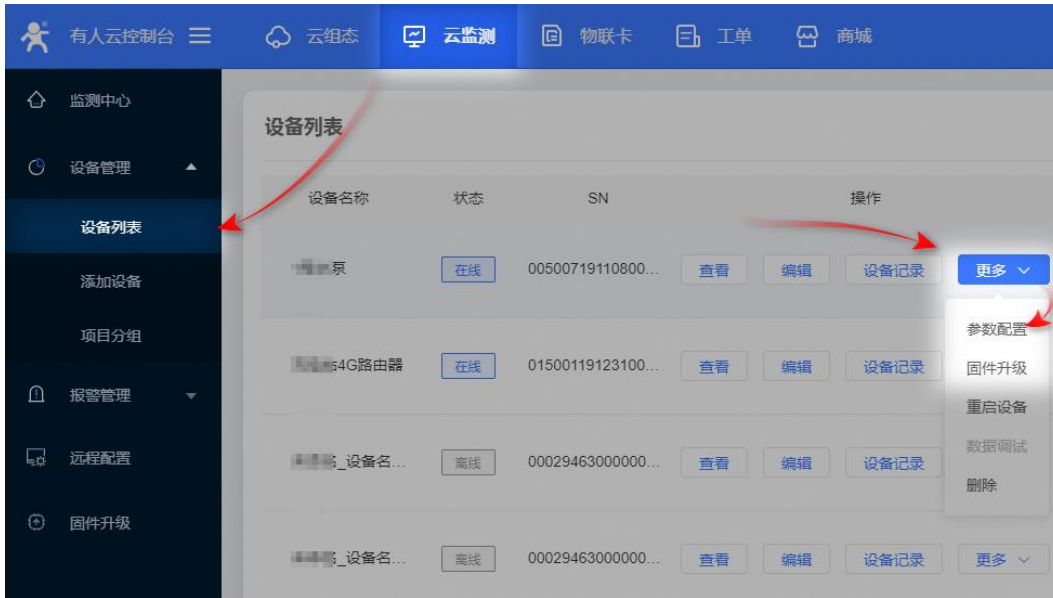 有人云控制台
云组态
云监测
物联卡
工单
商城
监测中心
设备管理
设备列表
添加设备
项目分组
报警管理
远程配置
固件升级
设备列表
设备名称 状态 SN 操作
泵 在线 00500719110800... 查看 编辑 设备记录 更多
4G路由器 在线 01500119123100... 查看 编辑 设备记录
_设备名... 离线 00029463000000... 查看 编辑 设备记录
_设备名... 离线 00029463000000... 查看 编辑 设备记录 更多
参数配置
固件升级
重启设备
数据调试
删除